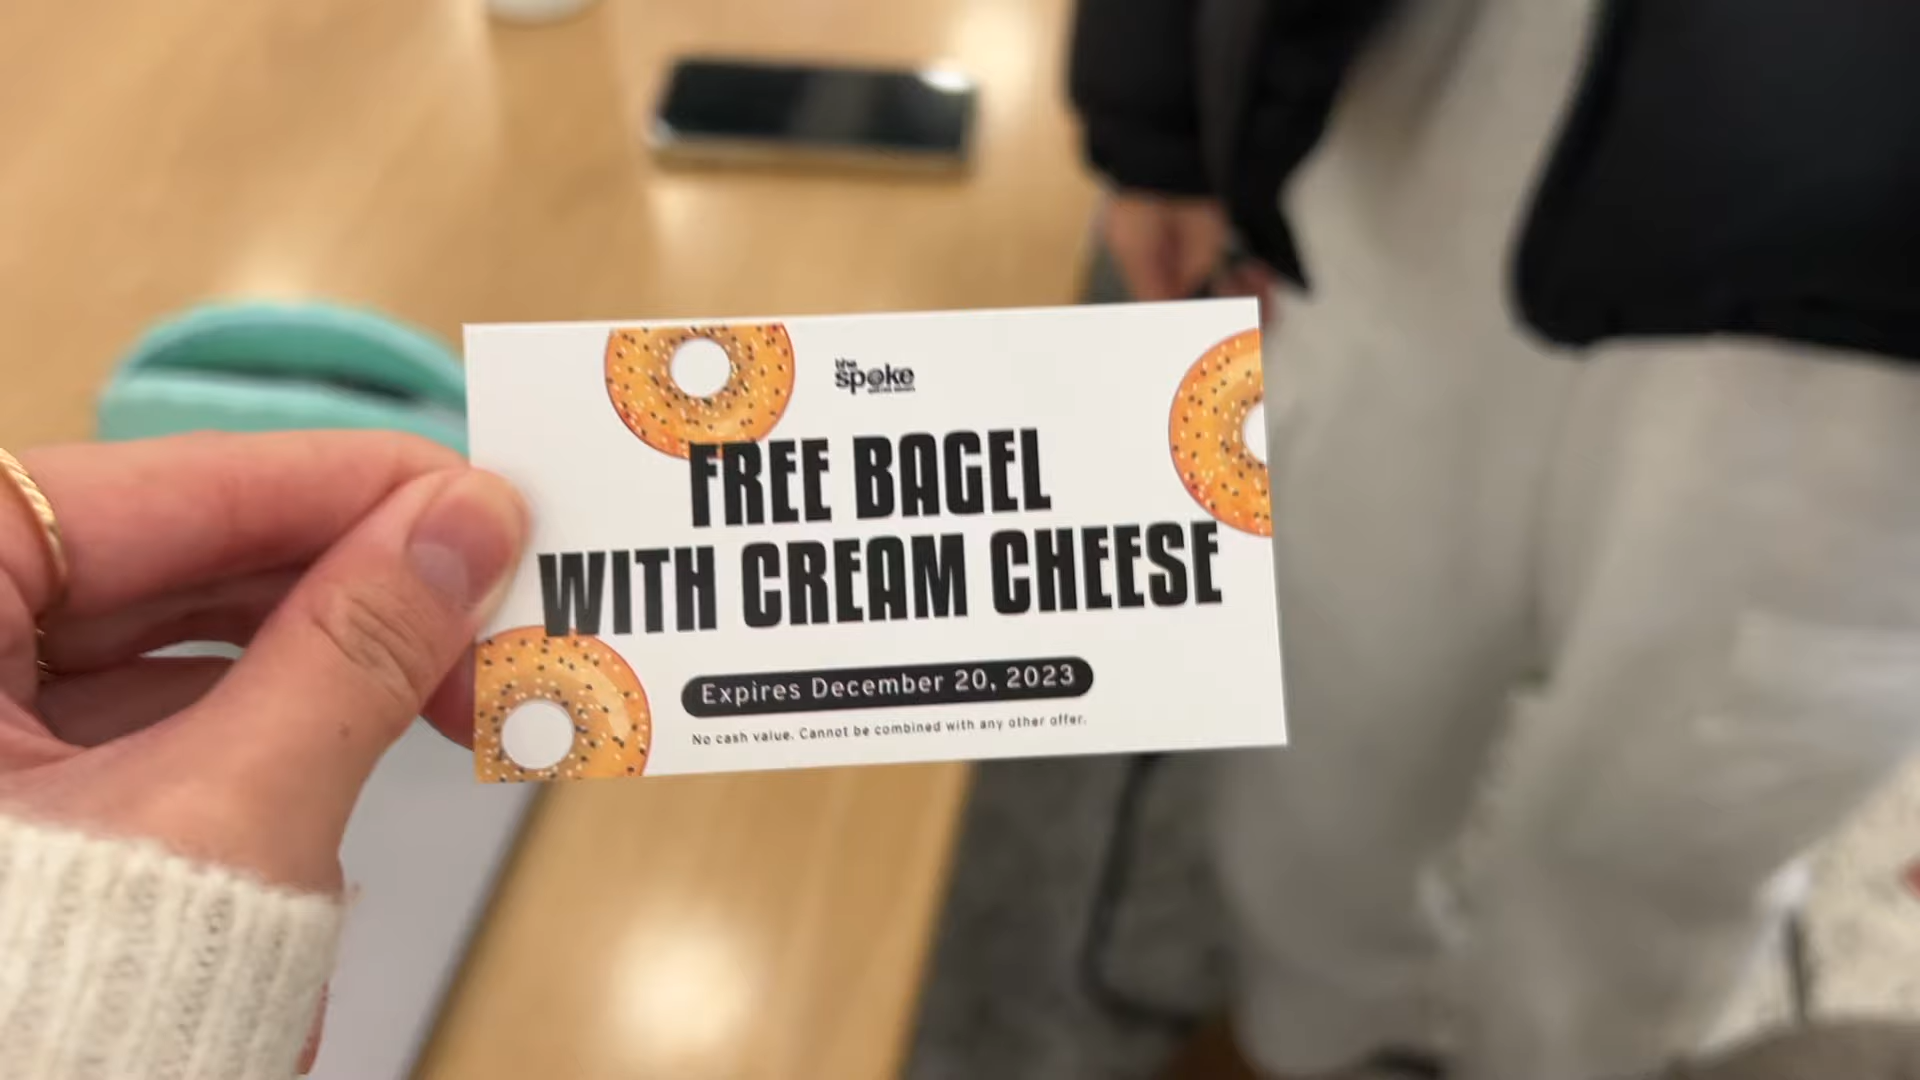 the
spoke
FREE BAGEL
WITH CREAM CHEESE
Expires December 20, 2023
No cash value. Cannot be combined with any other offer.